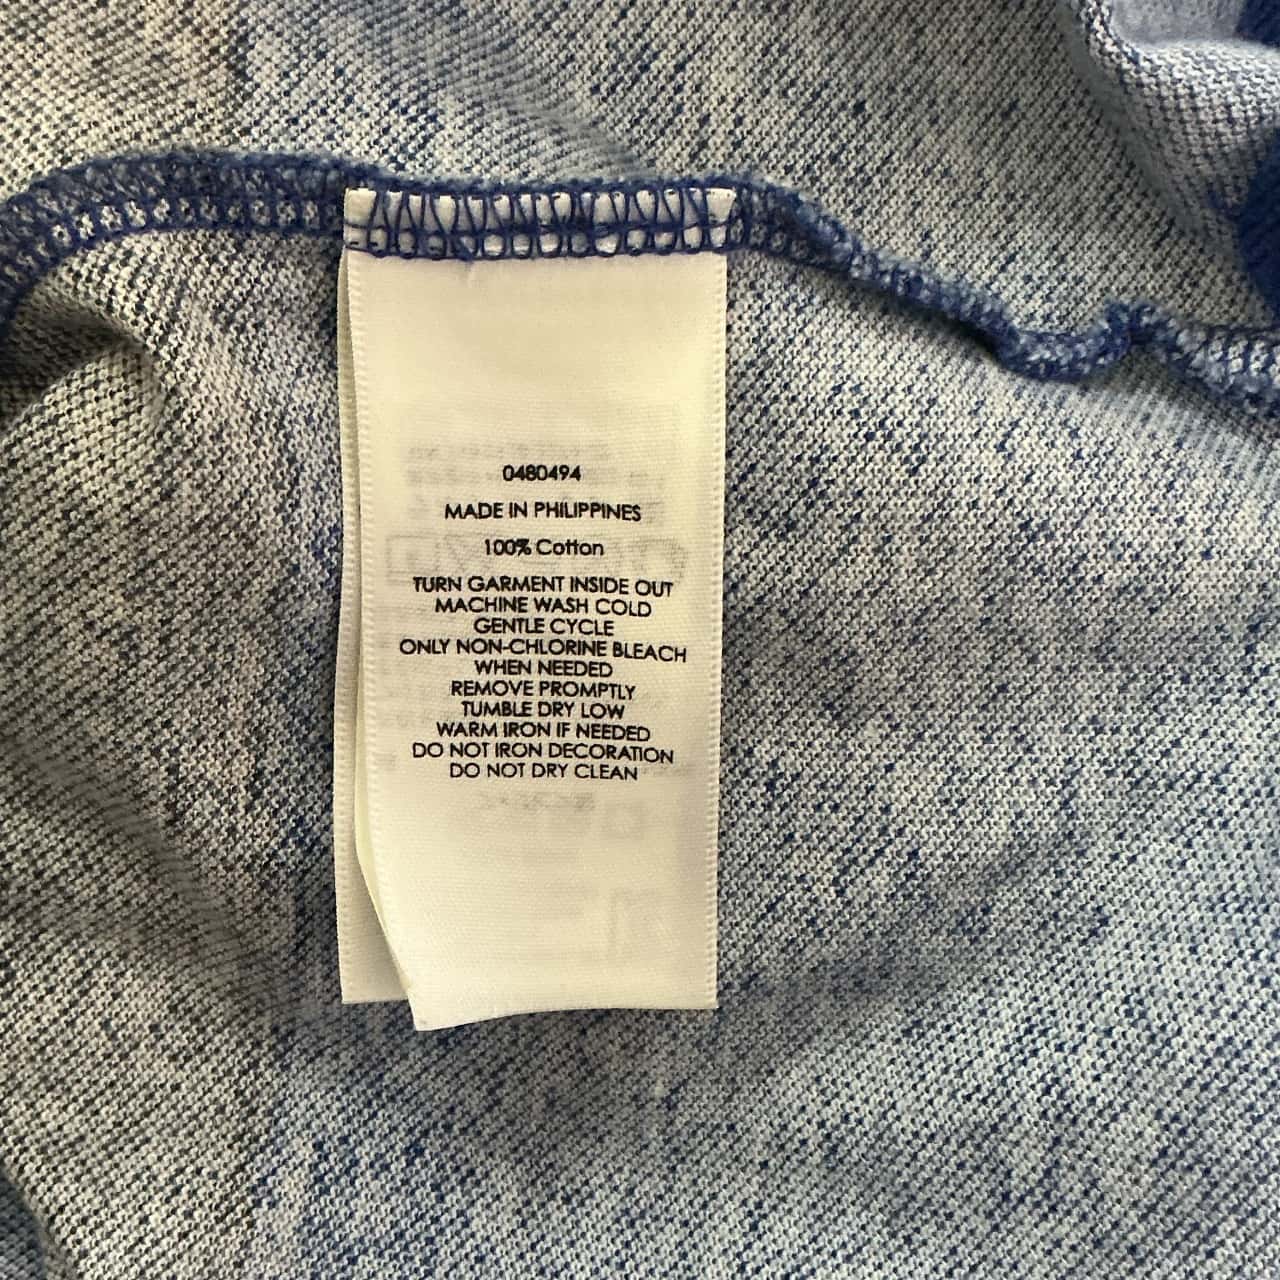 0480494
MADE IN PHILIPPINES
100% Cotton
TURN GARMENT INSIDE OUT
MACHINE WASH COLD
GENTLE CYCLE
ONLY NON-CHLORINE BLEACH
WHEN NEEDED
REMOVE PROMPTLY
TUMBLE DRY LOW
WARM IRON IF NEEDED
DO NOT IRON DECORATION
DO NOT DRY CLEAN